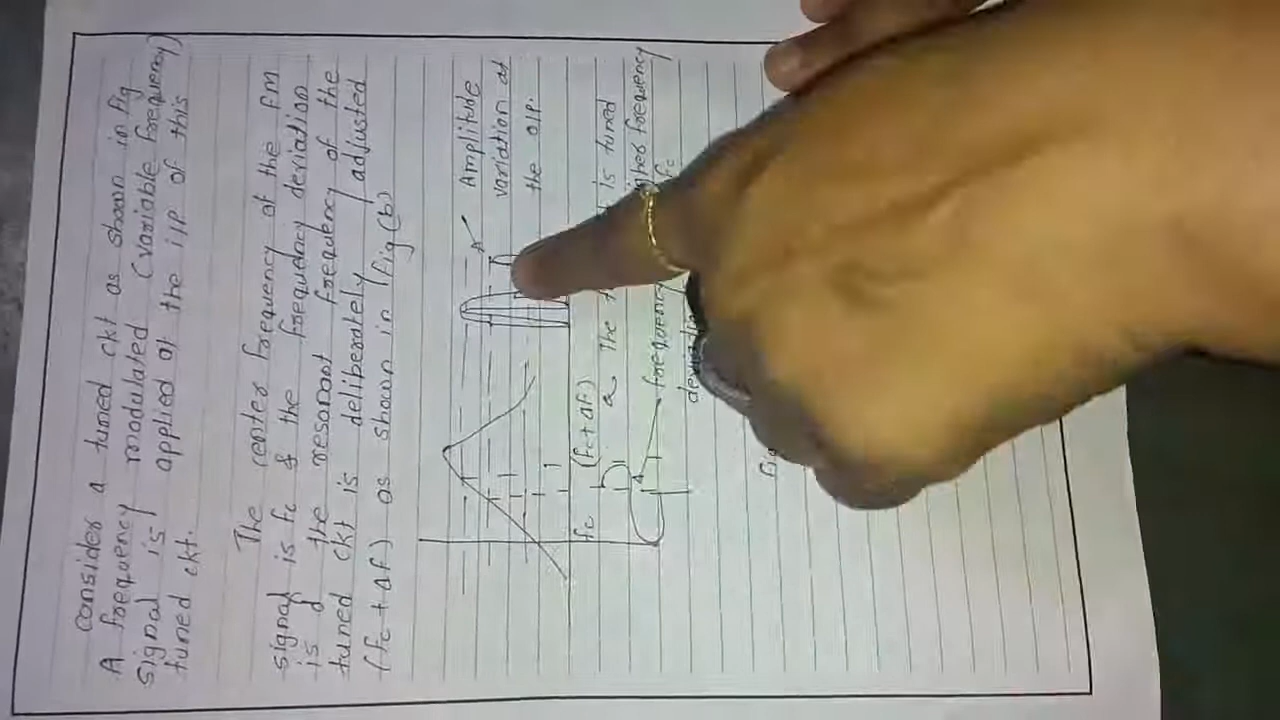 consider a tuned ckt as shown in fig
A frequency modulated (variable frequency)
signal is applied at the i/p of this
tuned ckt.
The center frequency of the FM
signal is fc & the frequency deviation
is d the resonant frequency of the
tuned ckt is deliberately adjusted
(fc + Δf) as shown in fig (b)
Amplitude
variation at
the o/p.
fc (fc + Δf)
a The is tuned
frequency
fc
frequency
Fig